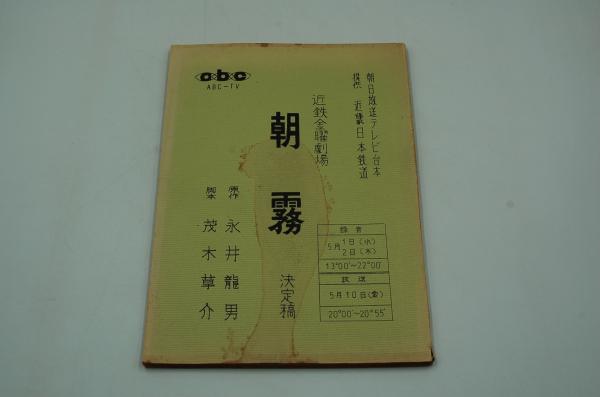 朝日放送テレビ台本
提供 近畿日本鉄道
近鉄金曜劇場
朝霧 決定稿
原作 永井龍男
脚本 茂木草介
abc
ABC-TV
録音
5月 1日(水)
2日(木)
13°00'~22°00'
放送
5月10日(金)
20°00'~20°55'